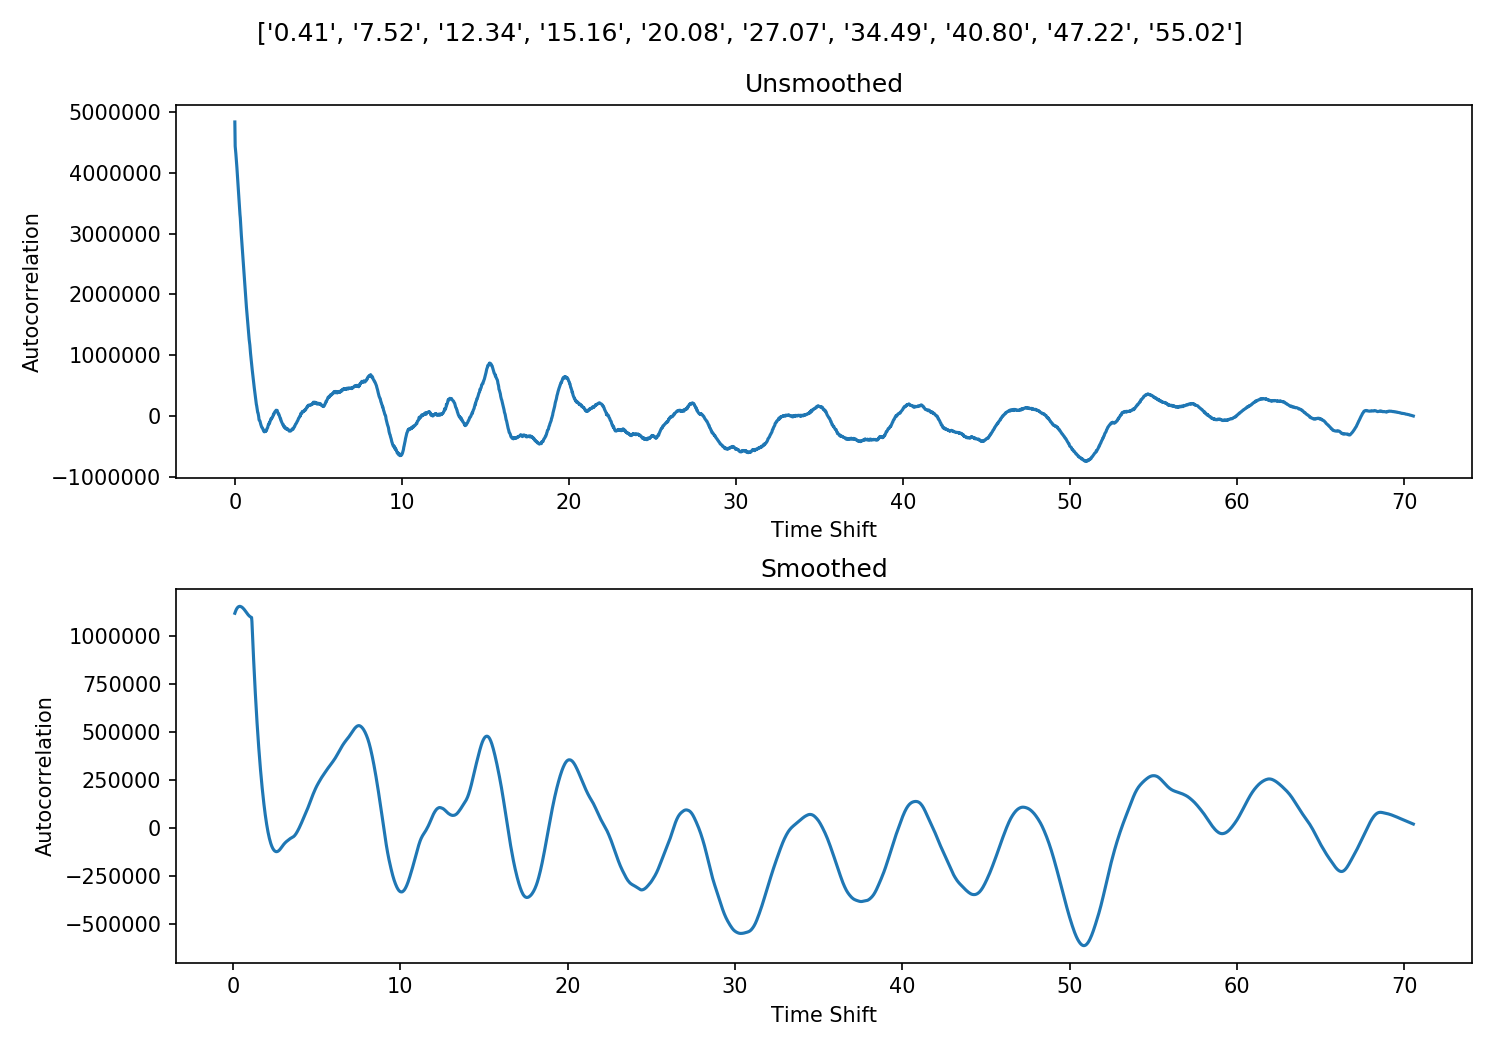 ['0.41', '7.52', '12.34', '15.16', '20.08', '27.07', '34.49', '40.80', '47.22', '55.02']
Unsmoothed
5000000
4000000
3000000
2000000
1000000
0
−1000000
Autocorrelation
0 10 20 30 40 50 60 70
Time Shift
Smoothed
1000000
750000
500000
250000
0
−250000
−500000
Autocorrelation
0 10 20 30 40 50 60 70
Time Shift